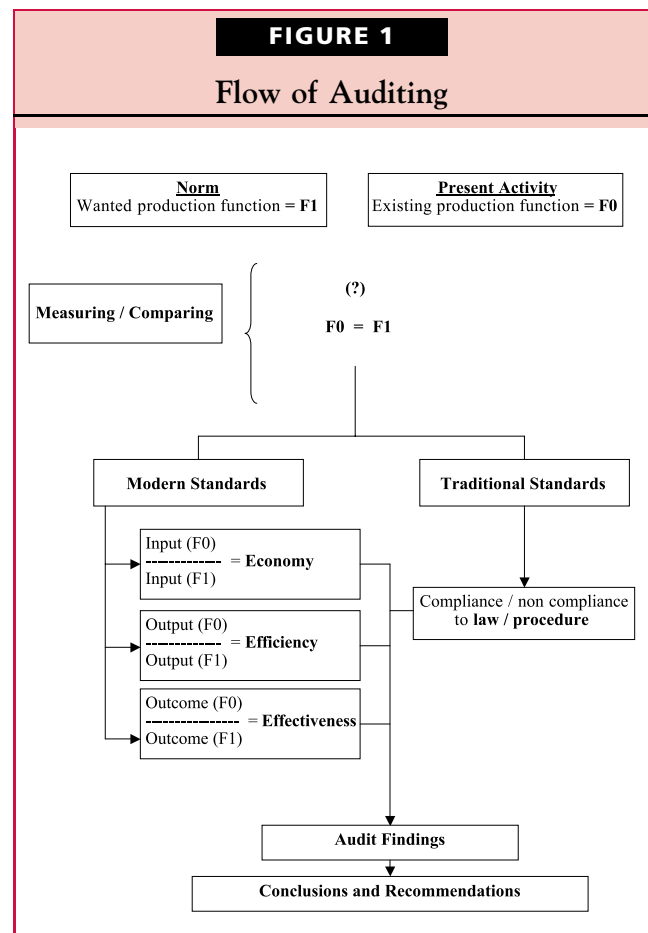 FIGURE 1
Flow of Auditing
Norm
Wanted production function = F1
Present Activity
Existing production function = F0
Measuring / Comparing
(?)
F0 = F1
Modern Standards
Traditional Standards
Input (F0)
------------- = Economy
Input (F1)
Output (F0)
------------- = Efficiency
Output (F1)
Outcome (F0)
---------------- = Effectiveness
Outcome (F1)
Compliance / non compliance
to law / procedure
Audit Findings
Conclusions and Recommendations